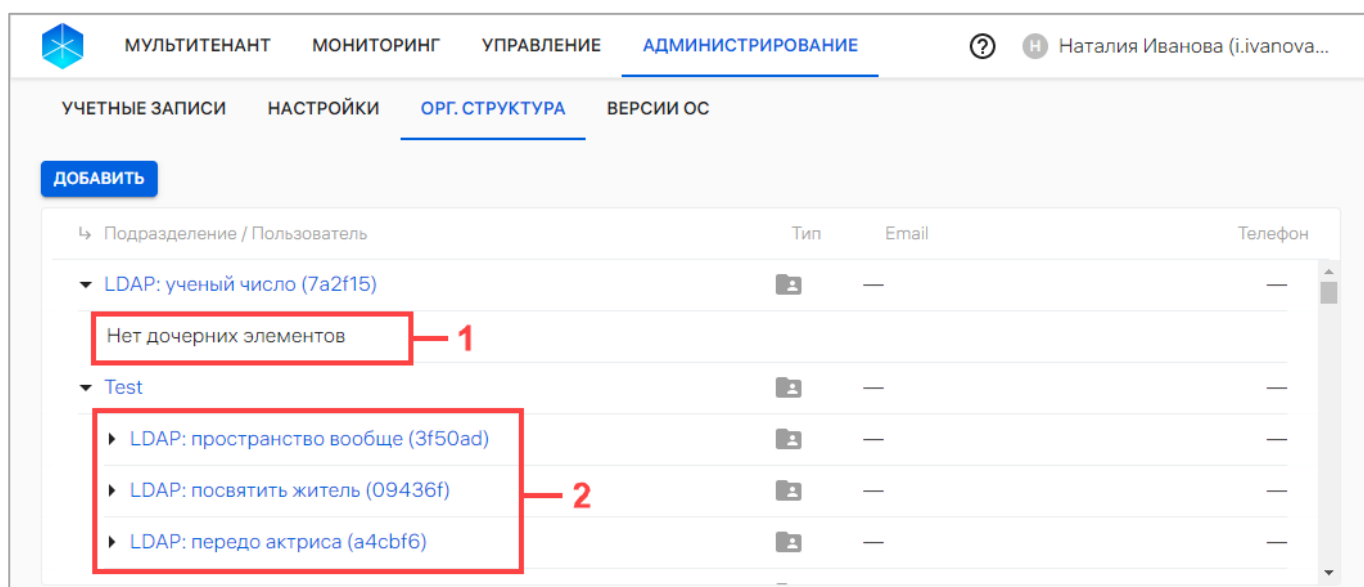 МУЛЬТИТЕНАНТ МОНИТОРИНГ УПРАВЛЕНИЕ АДМИНИСТРИРОВАНИЕ ? Н Наталия Иванова (i.ivanova...
УЧЕТНЫЕ ЗАПИСИ НАСТРОЙКИ ОРГ. СТРУКТУРА ВЕРСИИ ОС
ДОБАВИТЬ
↳ Подразделение / Пользователь Тип Email Телефон
LDAP: ученый число (7a2f15) — —
Нет дочерних элементов 1
Test — —
LDAP: пространство вообще (3f50ad) — —
LDAP: посвятить житель (09436f) — —
2
LDAP: передо актриса (a4cbf6) — —